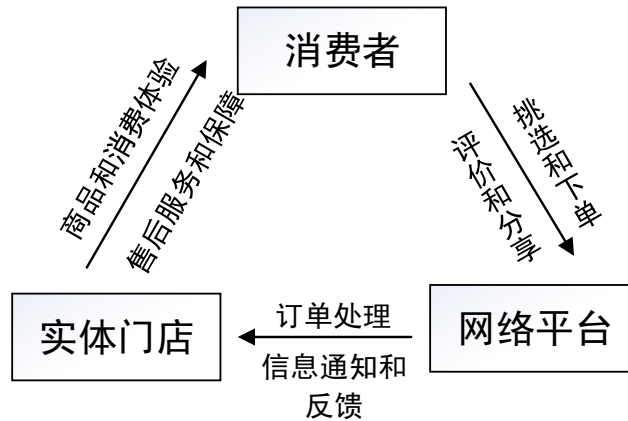 消费者
商品和消费体验
售后服务和保障
挑选和下单
评价和分享
实体门店
订单处理
信息通知和
反馈
网络平台